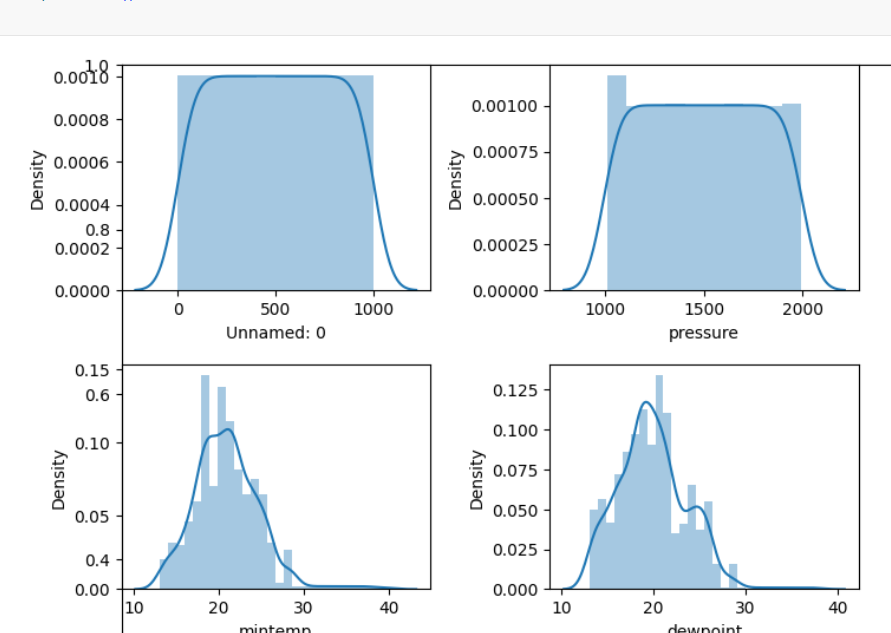 1.0
0.0010
0.0008
0.0006
0.0004
0.8
0.0002
0.0000
Density
0 500 1000
Unnamed: 0
0.00100
0.00075
0.00050
0.00025
0.00000
Density
1000 1500 2000
pressure
0.15
0.6
0.10
0.05
0.4
0.00
Density
10 20 30 40
mintemp
0.125
0.100
0.075
0.050
0.025
0.000
Density
10 20 30 40
dewpoint